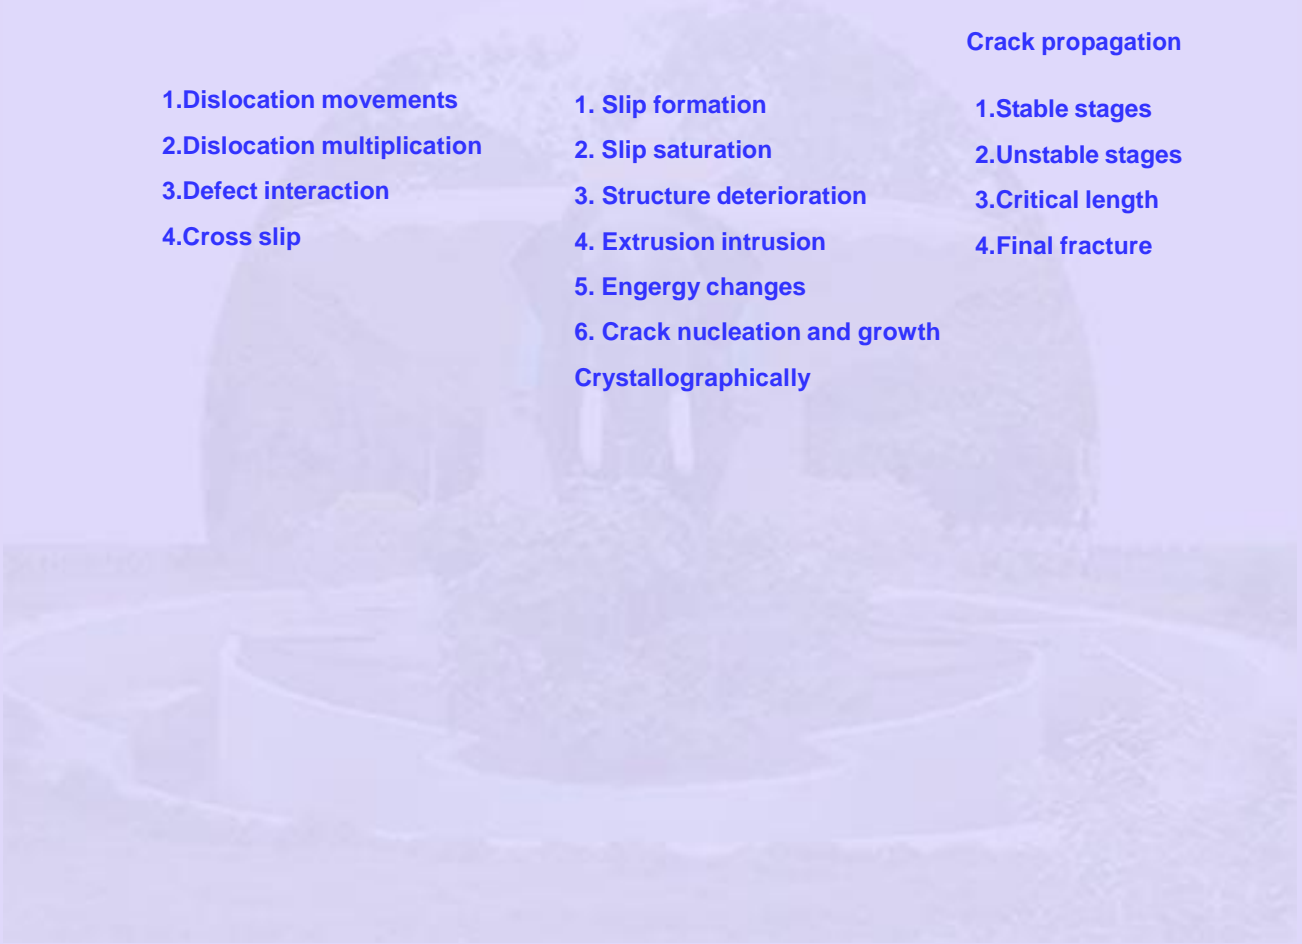 Crack propagation
1.Dislocation movements
2.Dislocation multiplication
3.Defect interaction
4.Cross slip
1. Slip formation
2. Slip saturation
3. Structure deterioration
4. Extrusion intrusion
5. Engergy changes
6. Crack nucleation and growth
Crystallographically
1.Stable stages
2.Unstable stages
3.Critical length
4.Final fracture